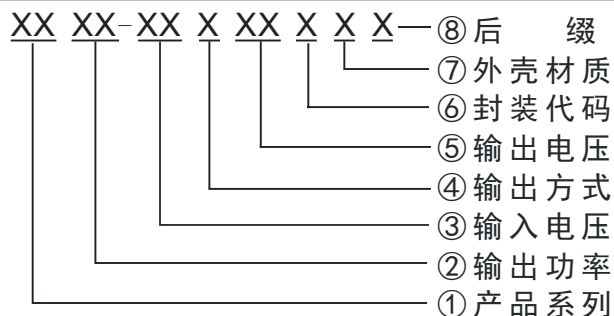 XX XX-XX X XX X X X ⑧后 缀
⑦外壳材质
⑥封装代码
⑤输出电压
④输出方式
③输入电压
②输出功率
①产品系列